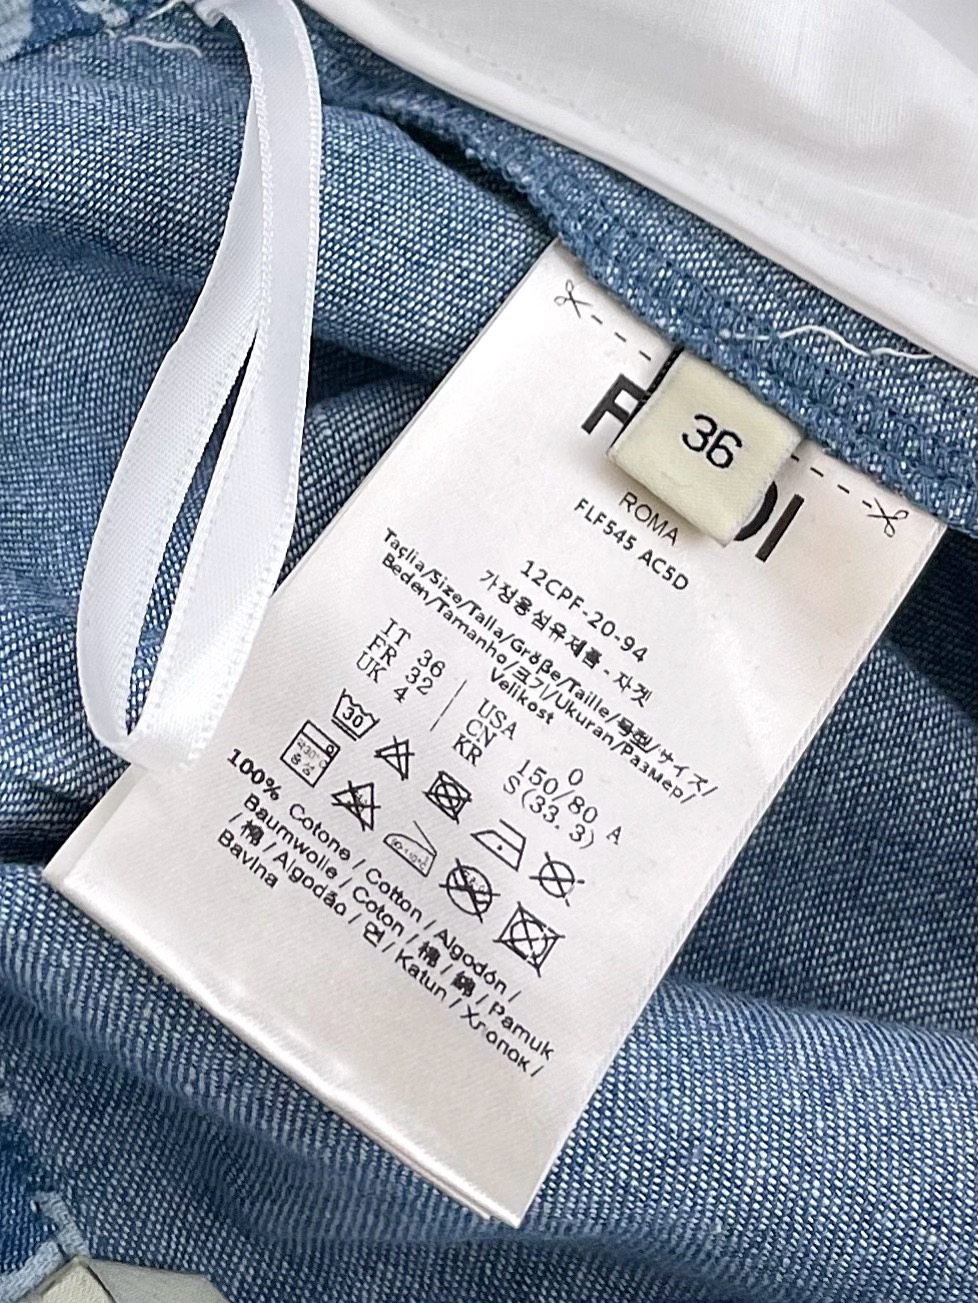 36
ROMA
FLF545 AC5D
12CPF-20-94
가정용섬유제품-자켓
Taglia/Size/Talla/Größe/Taille/목형/サイズ/
Beden/Tamanho/크기/Ukuran/Размер/
Velikost
IT 36 USA 0
FR 32 CN 150/80 A
UK 4 KR S(33.3)
30
100% Cotone / Cotton / Algodón /
Baumwolle / Coton / 棉 / 綿 / Pamuk
/ 棉 / Algodão / 면 / Katun / Хлопок /
Bavlna